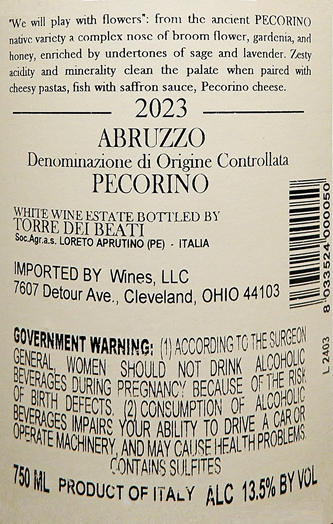 "We will play with flowers": from the ancient PECORINO
native variety a complex nose of broom flower, gardenia, and
honey, enriched by undertones of sage and lavender. Zesty
acidity and minerality clean the palate when paired with
cheesy pastas, fish with saffron sauce, Pecorino cheese.
2023
ABRUZZO
Denominazione di Origine Controllata
PECORINO
WHITE WINE ESTATE BOTTLED BY
TORRE DEI BEATI
Soc.Agr.a.s. LORETO APRUTINO (PE) - ITALIA
IMPORTED BY Wines, LLC
7607 Detour Ave., Cleveland, OHIO 44103
L 2403
GOVERNMENT WARNING: (1) ACCORDING TO THE SURGEON
GENERAL, WOMEN SHOULD NOT DRINK ALCOHOLIC
BEVERAGES DURING PREGNANCY BECAUSE OF THE RISK
OF BIRTH DEFECTS. (2) CONSUMPTION OF ALCOHOLIC
BEVERAGES IMPAIRS YOUR ABILITY TO DRIVE A CAR OR
OPERATE MACHINERY, AND MAY CAUSE HEALTH PROBLEMS.
CONTAINS SULFITES
750 ML PRODUCT OF ITALY ALC 13.5% BY VOL